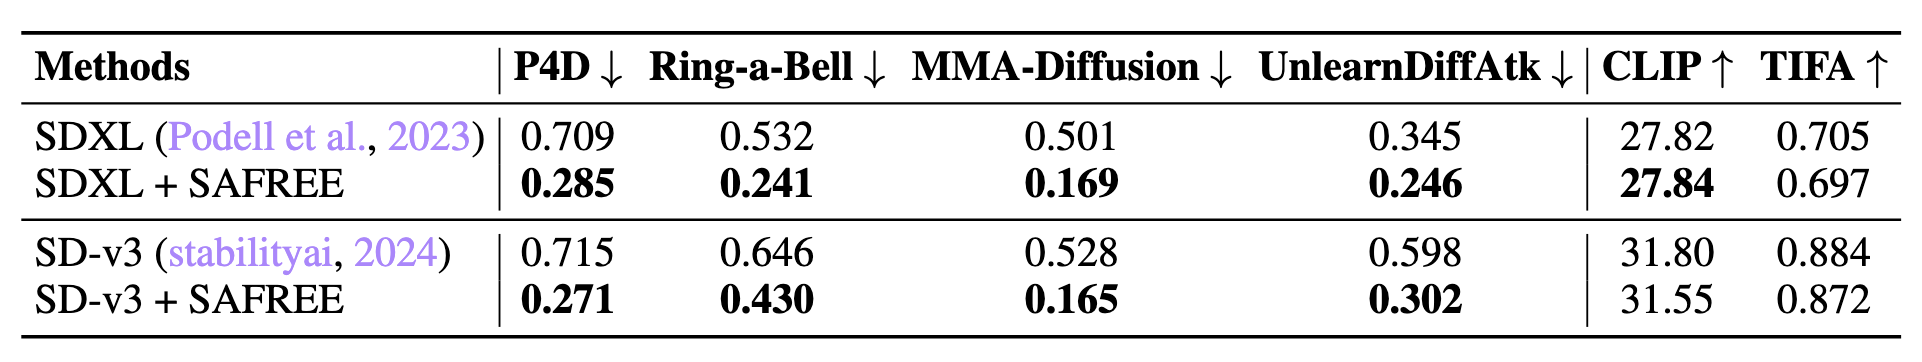 Methods P4D ↓ Ring-a-Bell ↓ MMA-Diffusion ↓ UnlearnDiffAtk ↓ CLIP ↑ TIFA ↑
SDXL (Podell et al., 2023) 0.709 0.532 0.501 0.345 27.82 0.705
SDXL + SAFREE 0.285 0.241 0.169 0.246 27.84 0.697
SD-v3 (stabilityai, 2024) 0.715 0.646 0.528 0.598 31.80 0.884
SD-v3 + SAFREE 0.271 0.430 0.165 0.302 31.55 0.872